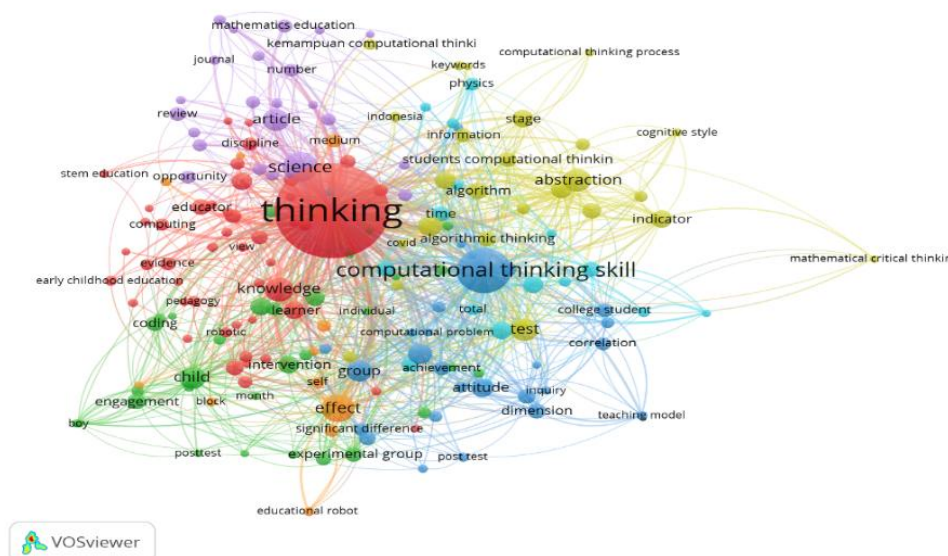 mathematics education
kemampuan computational thinki
journal
number
keywords
computational thinking process
physics
review
article
indonesia
information
stage
discipline
medium
cognitive style
stem education
opportunity
science
students computational thinkin
algorithm
abstraction
educator
thinking
time
indicator
computing
view
covid
algorithmic thinking
evidence
computational thinking skill
mathematical critical thinkin
early childhood education
knowledge
pedagogy
learner
individual
total
college student
coding
robotic
computational problem
test
intervention
achievement
correlation
child
self
group
engagement
block
month
attitude
inquiry
effect
dimension
teaching model
boy
significant difference
posttest
experimental group
post test
educational robot
VOSviewer